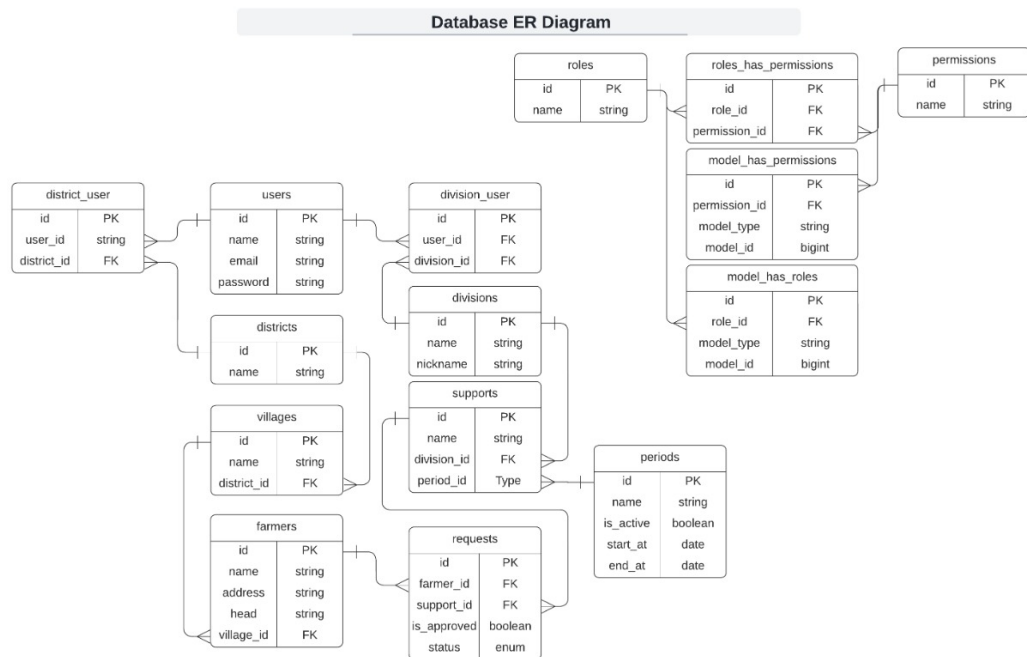 Database ER Diagram
roles
id PK
name string
roles_has_permissions
id PK
role_id FK
permission_id FK
permissions
id PK
name string
model_has_permissions
id PK
permission_id FK
model_type string
model_id bigint
model_has_roles
id PK
role_id FK
model_type string
model_id bigint
district_user
id PK
user_id string
district_id FK
users
id PK
name string
email string
password string
division_user
id PK
user_id FK
division_id FK
districts
id PK
name string
divisions
id PK
name string
nickname string
villages
id PK
name string
district_id FK
supports
id PK
name string
division_id FK
period_id Type
periods
id PK
name string
is_active boolean
start_at date
end_at date
farmers
id PK
name string
address string
head string
village_id FK
requests
id PK
farmer_id FK
support_id FK
is_approved boolean
status enum